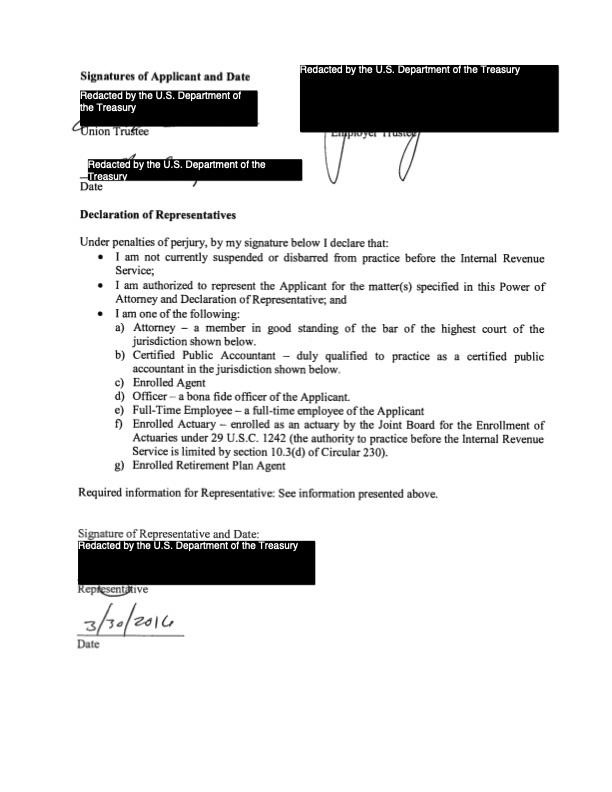 Signatures of Applicant and Date
Redacted by the U.S. Department of the Treasury
Redacted by the U.S. Department of
the Treasury
Union Trustee
Employer Trustee
Redacted by the U.S. Department of the
Treasury
Date
Declaration of Representatives
Under penalties of perjury, by my signature below I declare that:
• I am not currently suspended or disbarred from practice before the Internal Revenue
Service;
• I am authorized to represent the Applicant for the matter(s) specified in this Power of
Attorney and Declaration of Representative; and
• I am one of the following:
a) Attorney – a member in good standing of the bar of the highest court of the
jurisdiction shown below.
b) Certified Public Accountant – duly qualified to practice as a certified public
accountant in the jurisdiction shown below.
c) Enrolled Agent
d) Officer – a bona fide officer of the Applicant.
e) Full-Time Employee – a full-time employee of the Applicant
f) Enrolled Actuary – enrolled as an actuary by the Joint Board for the Enrollment of
Actuaries under 29 U.S.C. 1242 (the authority to practice before the Internal Revenue
Service is limited by section 10.3(d) of Circular 230).
g) Enrolled Retirement Plan Agent
Required information for Representative: See information presented above.
Signature of Representative and Date:
Redacted by the U.S. Department of the Treasury
Representative
3/30/2016
Date